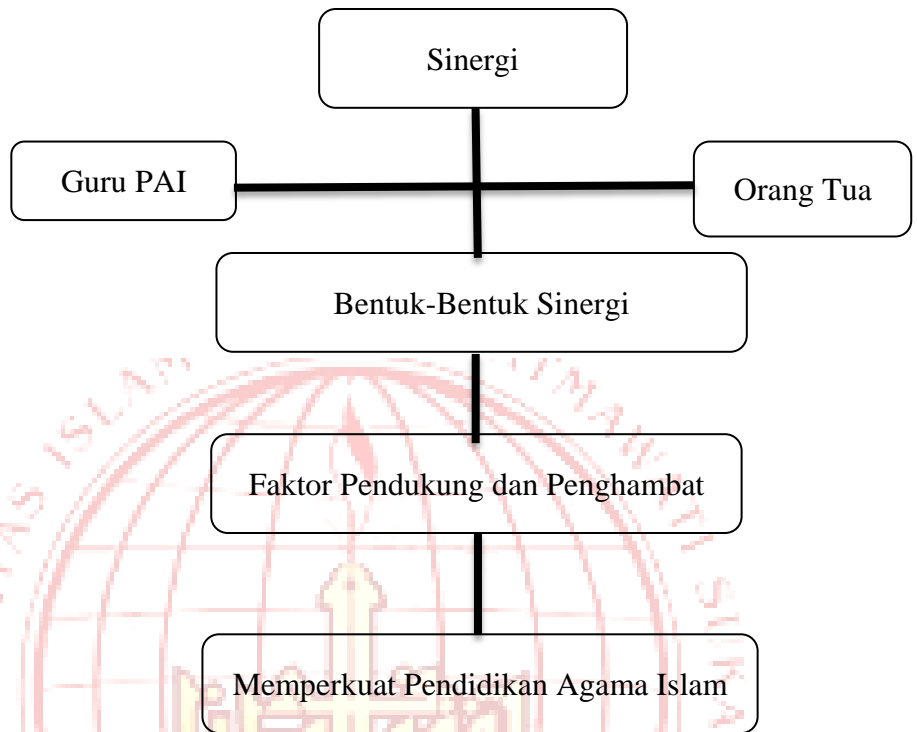 Sinergi
Guru PAI
Orang Tua
Bentuk-Bentuk Sinergi
Faktor Pendukung dan Penghambat
Memperkuat Pendidikan Agama Islam